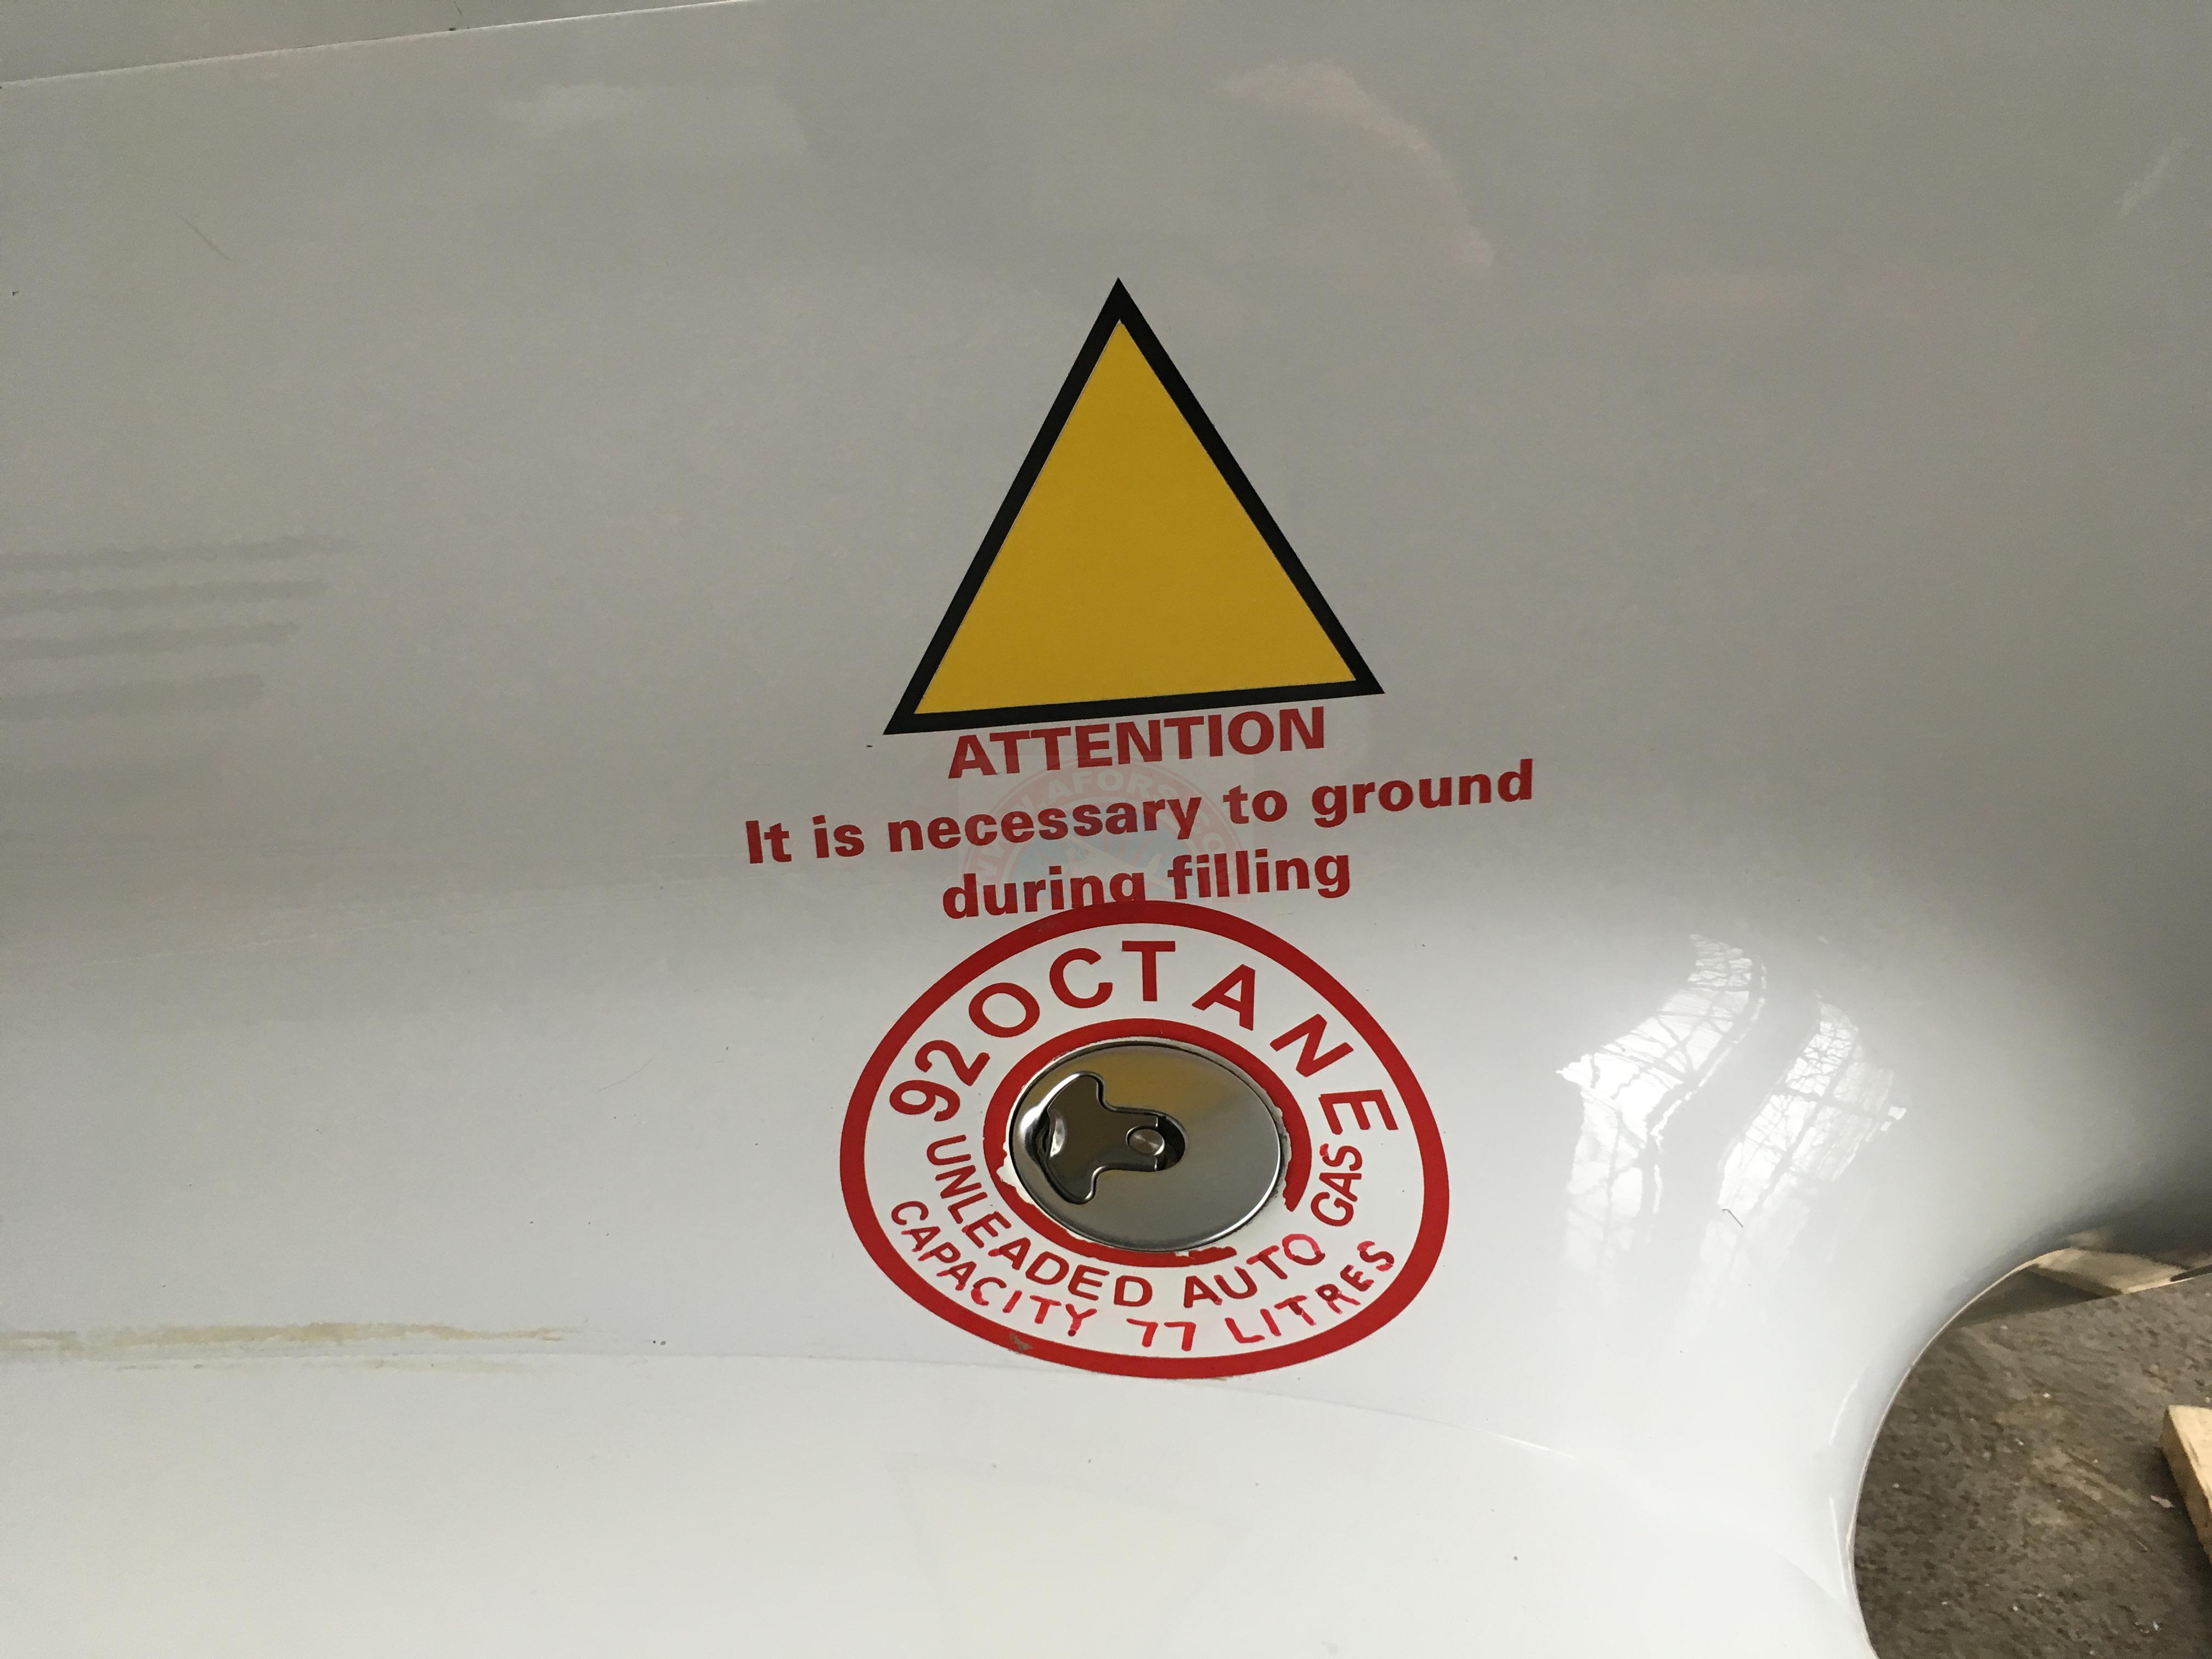 ATTENTION
It is necessary to ground
during filling
92 OCTANE
UNLEADED AUTO GAS
CAPACITY 77 LITRES